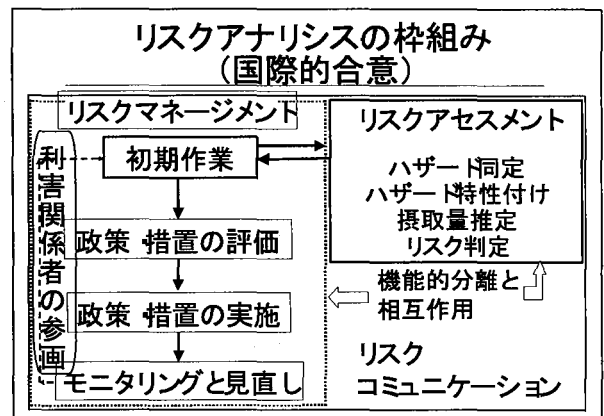 リスクアナリシスの枠組み
（国際的合意）
リスクマネージメント
初期作業
政策・措置の評価
政策・措置の実施
モニタリングと見直し
利害関係者の参画
リスクアセスメント
ハザード同定
ハザード特性付け
摂取量推定
リスク判定
機能的分離と
相互作用
リスク
コミュニケーション